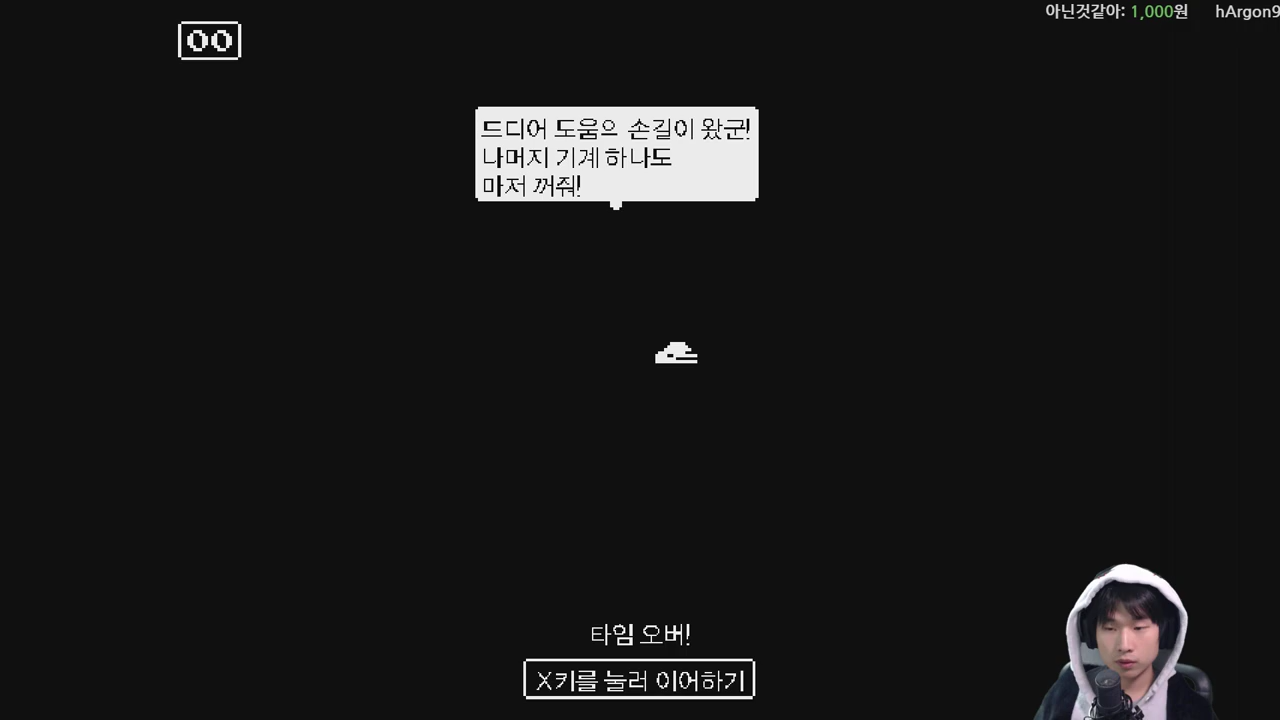 아닌것같아: 1,000원 hArgon9
00
드디어 도움의 손길이 왔군!
나머지 기계 하나도
마저 꺼줘!
타임 오버!
X키를 눌러 이어하기